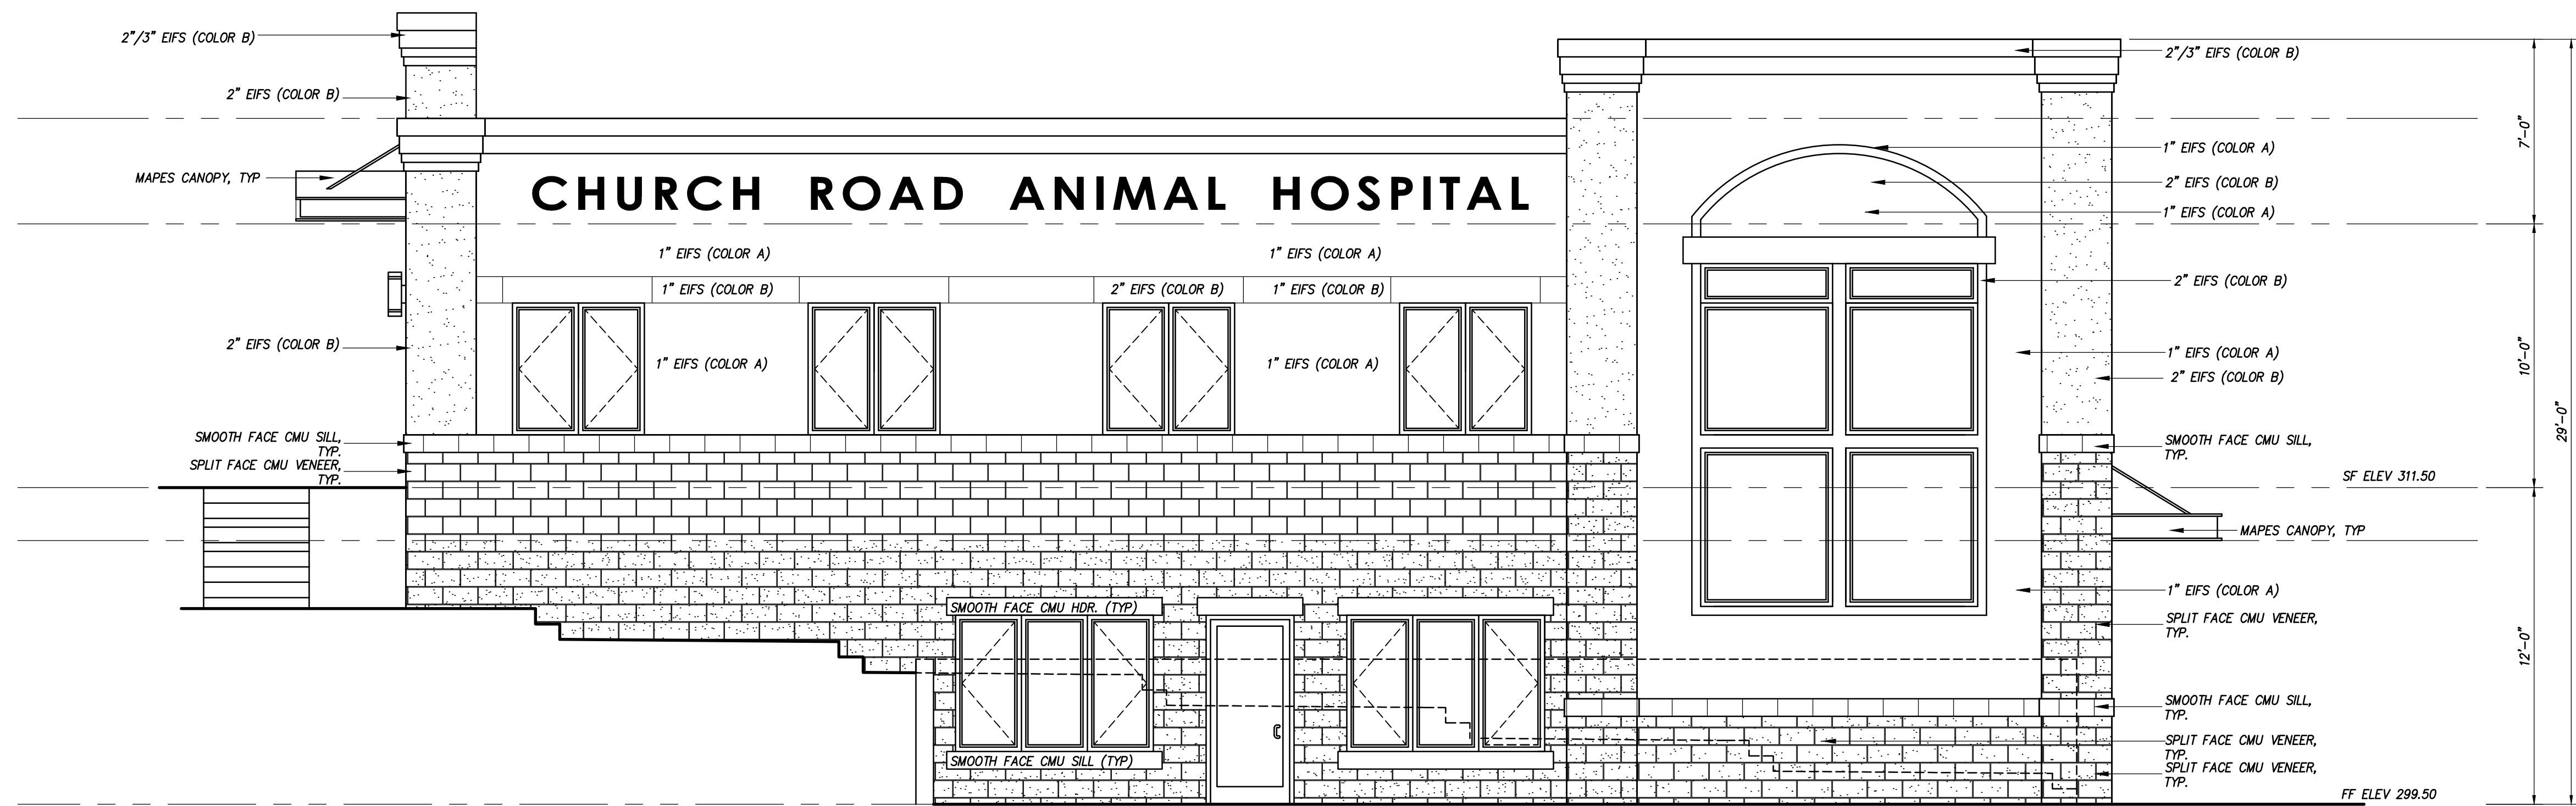 2"/3" EIFS (COLOR B)
2"/3" EIFS (COLOR B)
2" EIFS (COLOR B)
7'-0"
1" EIFS (COLOR A)
MAPES CANOPY, TYP
CHURCH ROAD ANIMAL HOSPITAL
2" EIFS (COLOR B)
1" EIFS (COLOR A)
1" EIFS (COLOR A)
1" EIFS (COLOR A)
1" EIFS (COLOR B)
2" EIFS (COLOR B)
1" EIFS (COLOR B)
2" EIFS (COLOR B)
2" EIFS (COLOR B)
1" EIFS (COLOR A)
1" EIFS (COLOR A)
1" EIFS (COLOR A)
10'-0"
2" EIFS (COLOR B)
29'-0"
SMOOTH FACE CMU SILL,
TYP.
SPLIT FACE CMU VENEER,
TYP.
SMOOTH FACE CMU SILL,
TYP.
SF ELEV 311.50
MAPES CANOPY, TYP
1" EIFS (COLOR A)
SMOOTH FACE CMU HDR. (TYP)
SPLIT FACE CMU VENEER,
TYP.
12'-0"
SMOOTH FACE CMU SILL,
TYP.
SPLIT FACE CMU VENEER,
TYP.
SMOOTH FACE CMU SILL (TYP)
SPLIT FACE CMU VENEER,
TYP.
FF ELEV 299.50